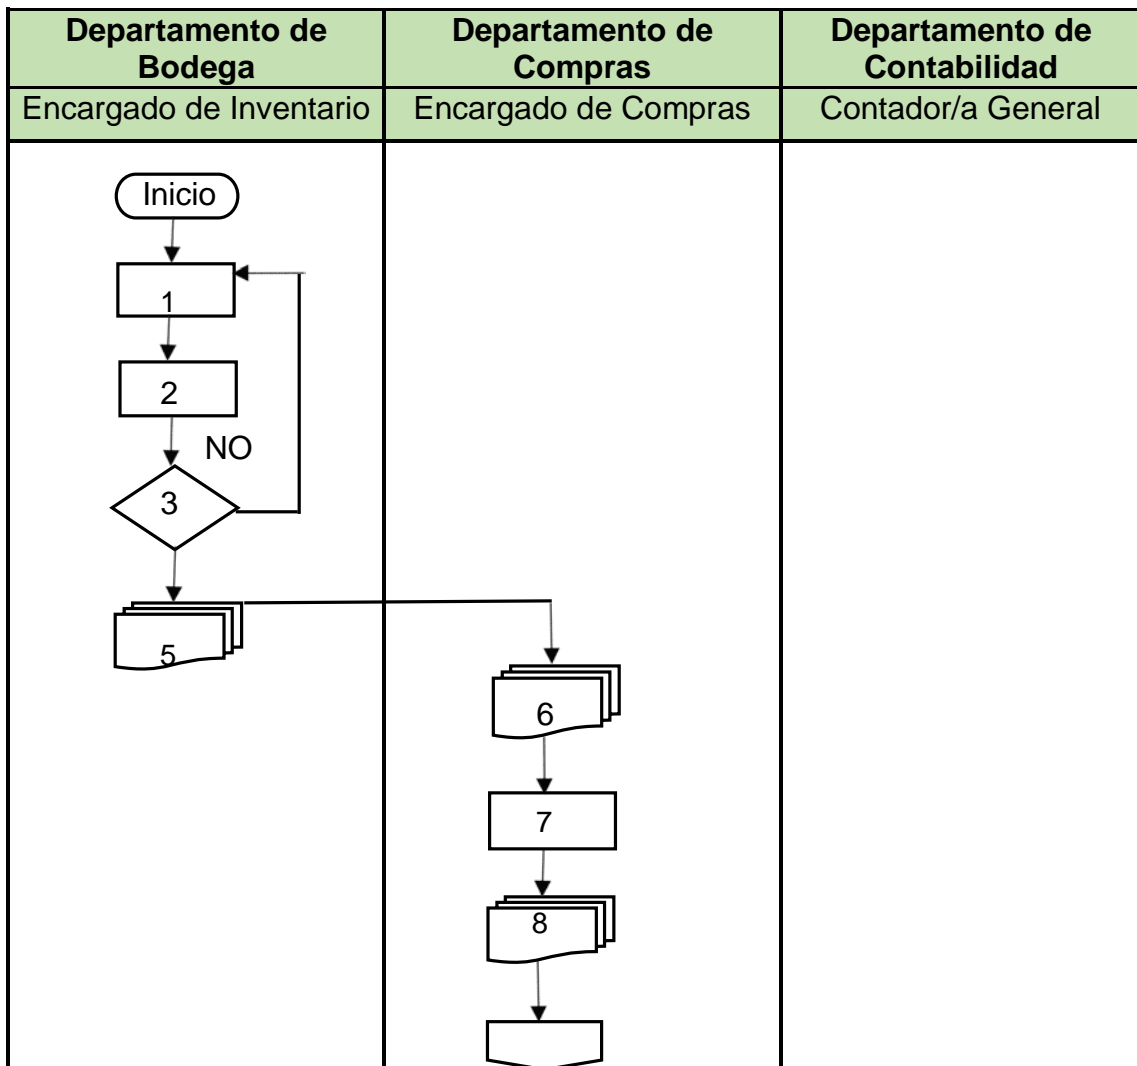 Departamento de
Bodega
Departamento de
Compras
Departamento de
Contabilidad
Encargado de Inventario
Encargado de Compras
Contador/a General
Inicio
1
2
NO
3
5
6
7
8